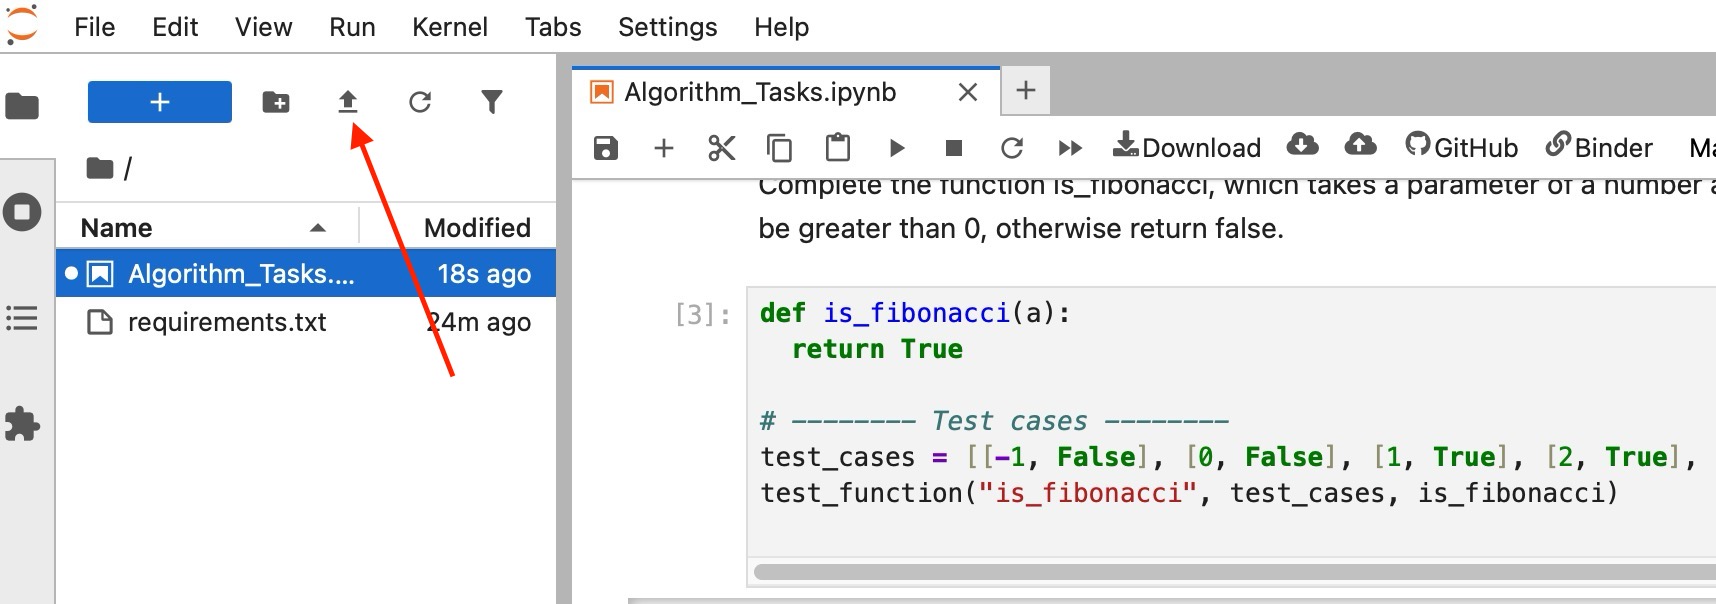 File Edit View Run Kernel Tabs Settings Help
Algorithm_Tasks.ipynb
Download GitHub Binder
/
Name Modified
Algorithm_Tasks.... 18s ago
requirements.txt 24m ago
Complete the function is_fibonacci, which takes a parameter of a number
be greater than 0, otherwise return false.
[3]:
def is_fibonacci(a):
return True
# -------- Test cases --------
test_cases = [[-1, False], [0, False], [1, True], [2, True],
test_function("is_fibonacci", test_cases, is_fibonacci)